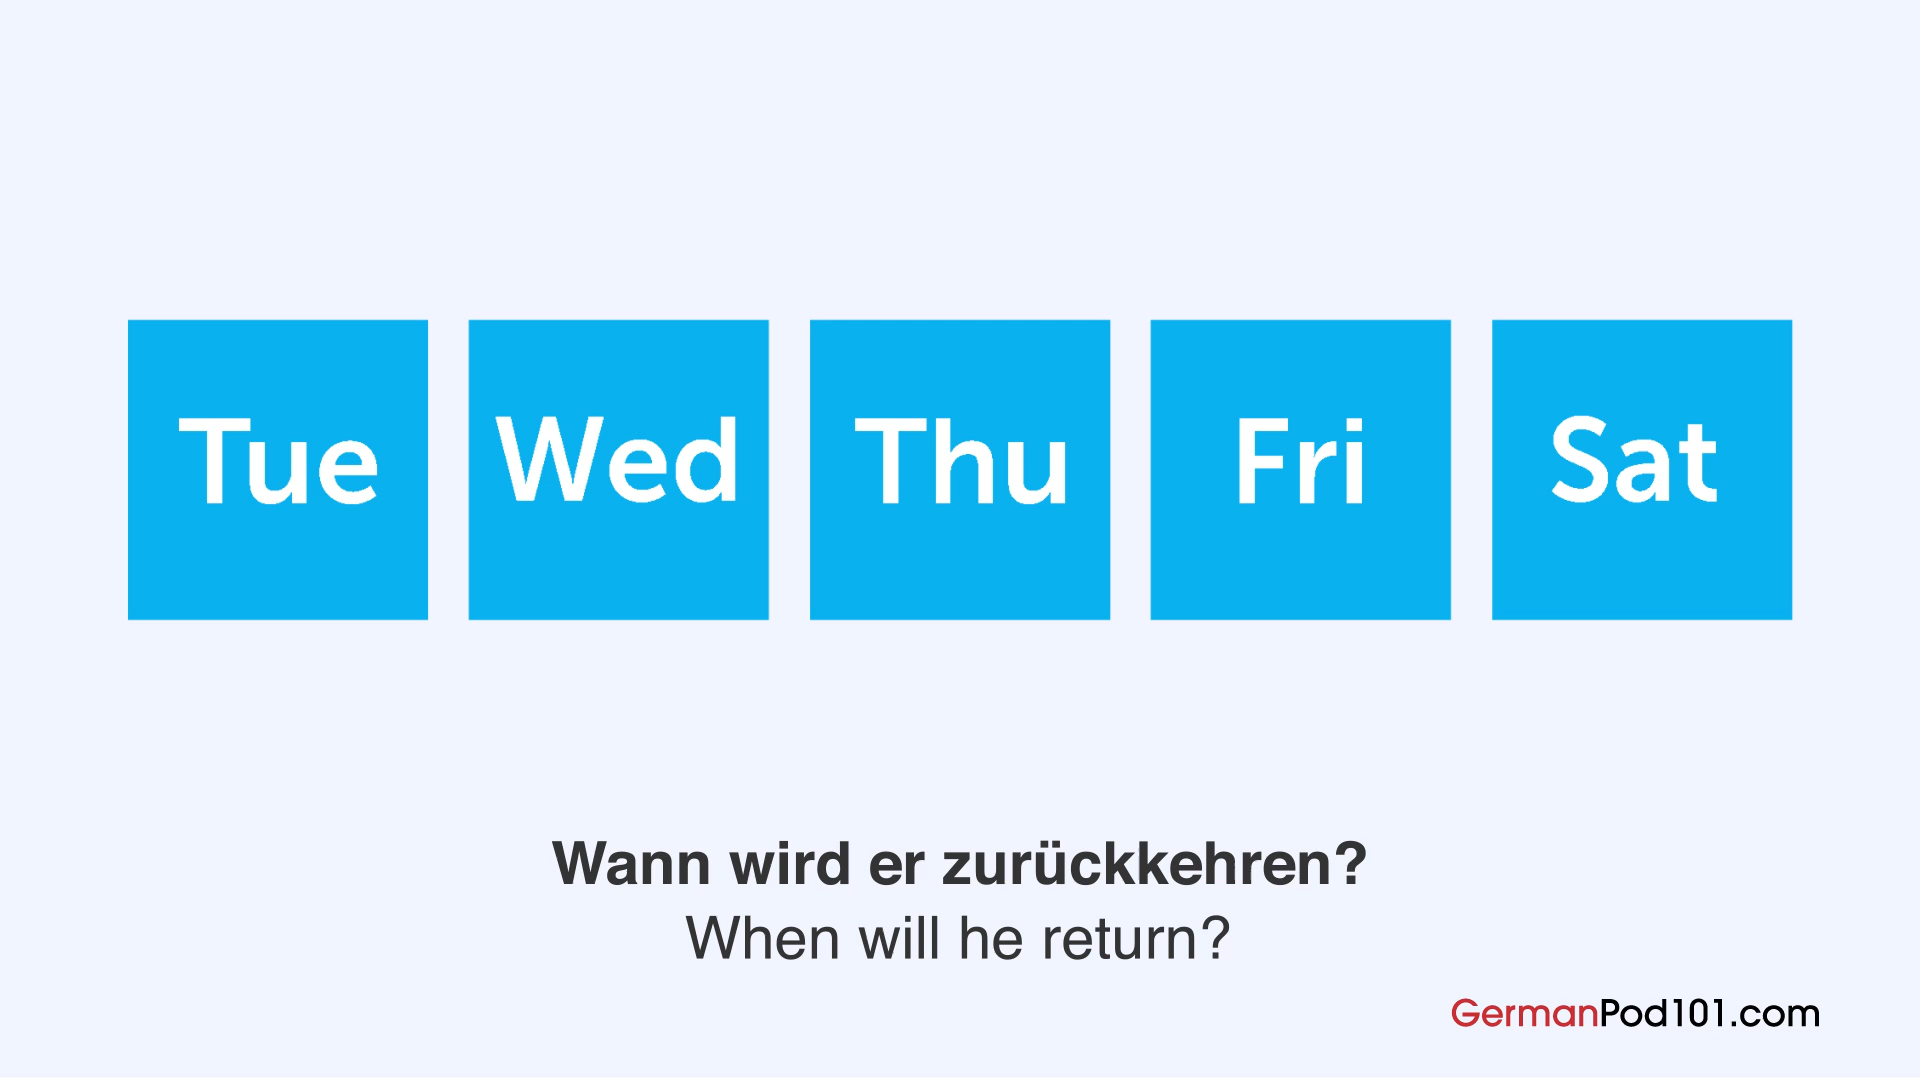 Tue Wed Thu Fri Sat
Wann wird er zurückkehren?
When will he return?
GermanPod101.com